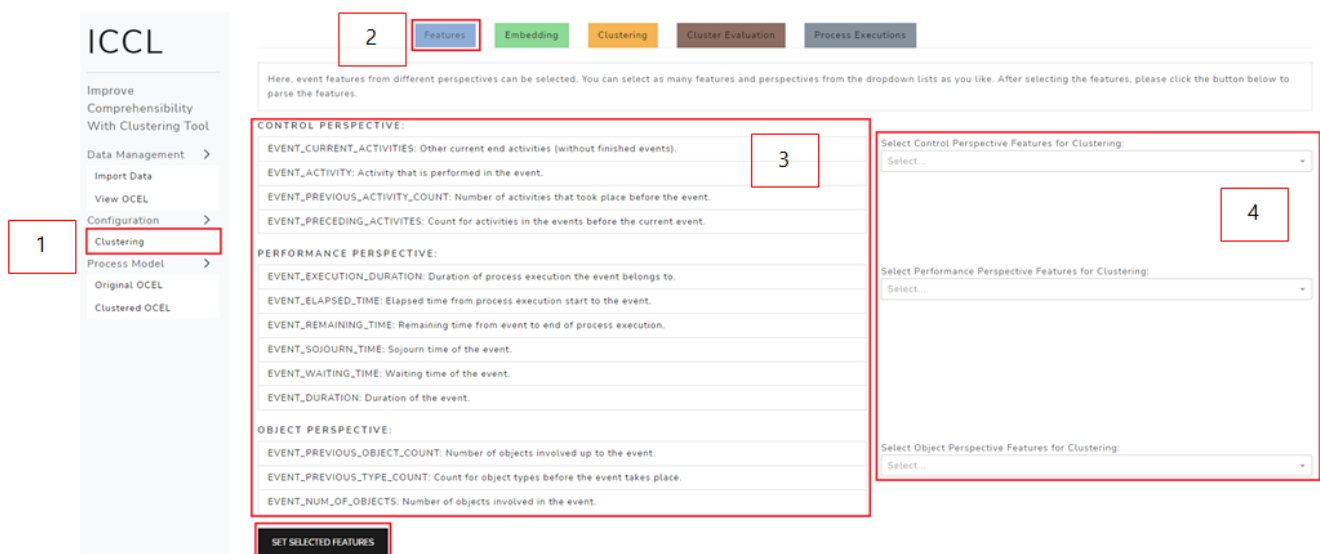 ICCL
Improve
Comprehensibility
With Clustering Tool
Data Management >
Import Data
View OCEL
Configuration >
1
Clustering
Process Model >
Original OCEL
Clustered OCEL
2
Features
Embedding
Clustering
Cluster Evaluation
Process Executions
Here, event features from different perspectives can be selected. You can select as many features and perspectives from the dropdown lists as you like. After selecting the features, please click the button below to
parse the features.
CONTROL PERSPECTIVE:
EVENT_CURRENT_ACTIVITIES: Other current end activities (without finished events).
EVENT_ACTIVITY: Activity that is performed in the event.
EVENT_PREVIOUS_ACTIVITY_COUNT: Number of activities that took place before the event.
EVENT_PRECEDING_ACTIVITES: Count for activities in the events before the current event.
3
PERFORMANCE PERSPECTIVE:
EVENT_EXECUTION_DURATION: Duration of process execution the event belongs to.
EVENT_ELAPSED_TIME: Elapsed time from process execution start to the event.
EVENT_REMAINING_TIME: Remaining time from event to end of process execution.
EVENT_SOJOURN_TIME: Sojourn time of the event.
EVENT_WAITING_TIME: Waiting time of the event.
EVENT_DURATION: Duration of the event.
OBJECT PERSPECTIVE:
EVENT_PREVIOUS_OBJECT_COUNT: Number of objects involved up to the event.
EVENT_PREVIOUS_TYPE_COUNT: Count for object types before the event takes place.
EVENT_NUM_OF_OBJECTS: Number of objects involved in the event.
SET SELECTED FEATURES
Select Control Perspective Features for Clustering:
Select...
4
Select Performance Perspective Features for Clustering:
Select...
Select Object Perspective Features for Clustering:
Select...